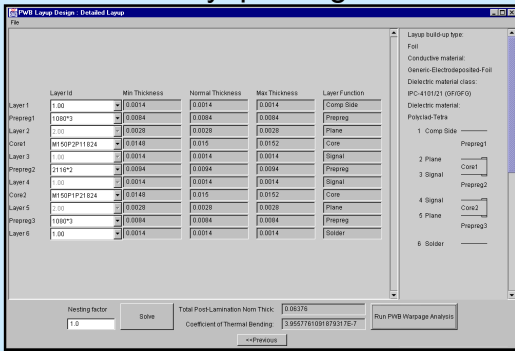 PWB Layup Design : Detailed Layup
File
Layer Id Min Thickness Normal Thickness Max Thickness Layer Function
Layer 1 1.00 0.0014 0.0014 0.0014 Comp Side
Prepreg1 1080*3 0.0084 0.0084 0.0084 Prepreg
Layer 2 2.00 0.0028 0.0028 0.0028 Plane
Core1 M150P2P11824 0.0148 0.015 0.0152 Core
Layer 3 1.00 0.0014 0.0014 0.0014 Signal
Prepreg2 2116*2 0.0094 0.0094 0.0094 Prepreg
Layer 4 1.00 0.0014 0.0014 0.0014 Signal
Core2 M150P1P21824 0.0148 0.015 0.0152 Core
Layer 5 2.00 0.0028 0.0028 0.0028 Plane
Prepreg3 1080*3 0.0084 0.0084 0.0084 Prepreg
Layer 6 1.00 0.0014 0.0014 0.0014 Solder
Layup build-up type:
Foil
Conductive material:
Generic-Electrodeposited-Foil
Dielectric material class:
IPC-4101/21 (GF/GFG)
Dielectric material:
Polyclad-Tetra
1 Comp Side
Prepreg1
2 Plane
Core1
3 Signal
Prepreg2
4 Signal
Core2
5 Plane
Prepreg3
6 Solder
Nesting factor
1.0
Solve
Total Post-Lamination Nom Thick: 0.06376
Coefficient of Thermal Bending: 3.9557761091879317E-7
Run PWB Warpage Analysis
<<Previous